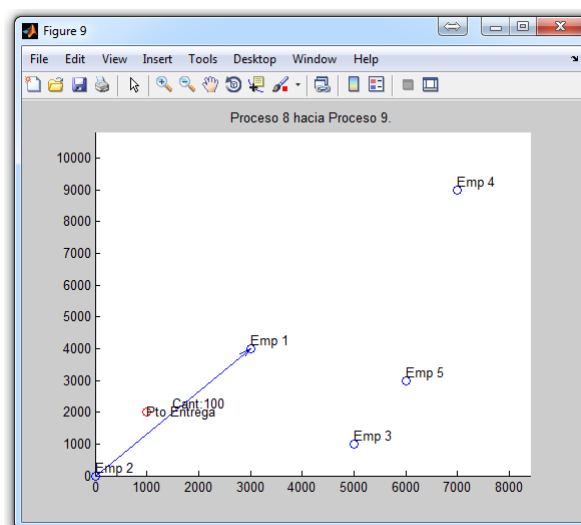 Figure 9
File Edit View Insert Tools Desktop Window Help
Proceso 8 hacia Proceso 9.
10000
9000
8000
7000
6000
5000
4000
3000
2000
1000
0
Emp 4
Emp 1
Emp 5
Cant:100
Pto Entrega
Emp 3
Emp 2
0 1000 2000 3000 4000 5000 6000 7000 8000